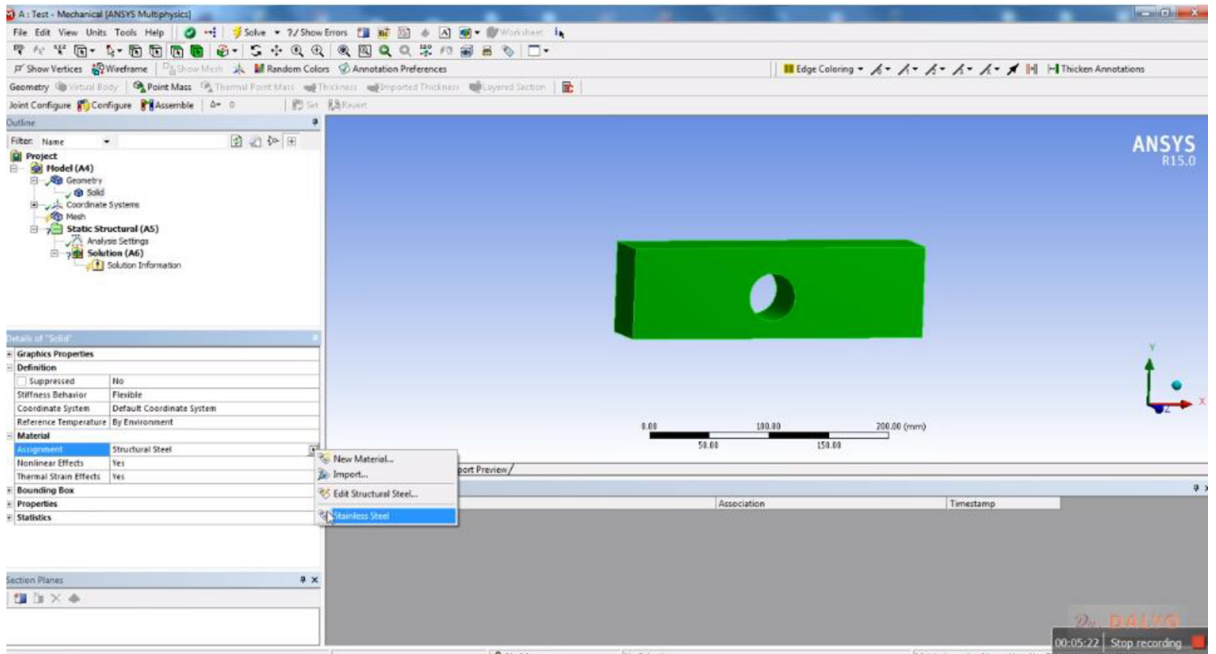 A : Test - Mechanical [ANSYS Multiphysics]
File Edit View Units Tools Help Solve ?/ Show Errors Worksheet
Show Vertices Wireframe Show Mesh Random Colors Annotation Preferences Edge Coloring Thicken Annotations
Geometry Virtual Body Point Mass Thermal Point Mass Thickness Imported Thickness Layered Section
Joint Configure Configure Assemble Δ= 0 Set Revert
Outline
Filter: Name
Project
Model (A4)
Geometry
Solid
Coordinate Systems
Mesh
Static Structural (A5)
Analysis Settings
Solution (A6)
Solution Information
ANSYS
R15.0
Details of "Solid"
Graphics Properties
Definition
Suppressed No
Stiffness Behavior Flexible
Coordinate System Default Coordinate System
Reference Temperature By Environment
Material
Assignment Structural Steel
Nonlinear Effects Yes
Thermal Strain Effects Yes
Bounding Box
Properties
Statistics
New Material...
Import...
Edit Structural Steel...
Stainless Steel
Y
X
Z
0.00 100.00 200.00 (mm)
50.00 150.00
port Preview/
Association Timestamp
Section Planes
Dr. DALYO
00:05:22 Stop recording